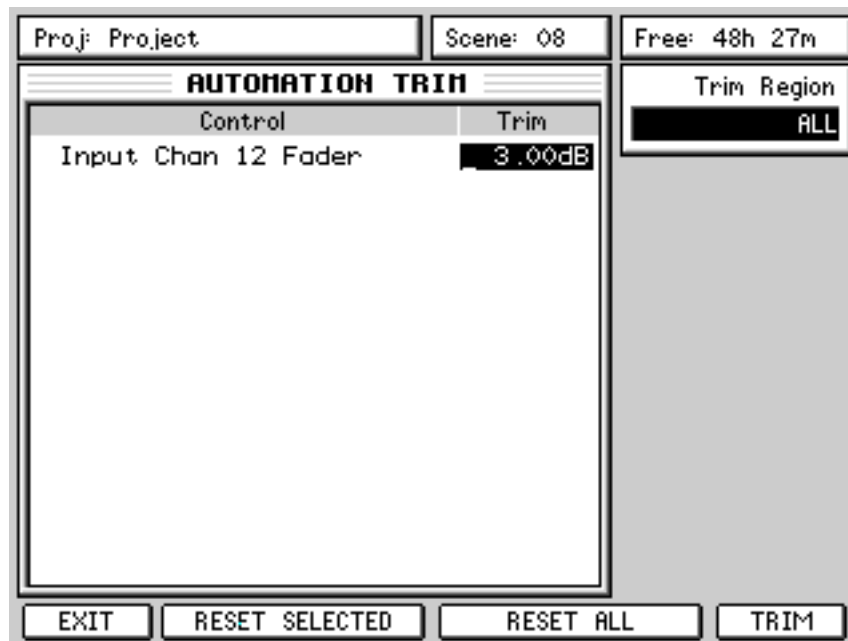 Proj: Project
Scene: 08
Free: 48h 27m
AUTOMATION TRIM
Trim Region
ALL
Control Trim
Input Chan 12 Fader _ 3.00dB
EXIT RESET SELECTED RESET ALL TRIM